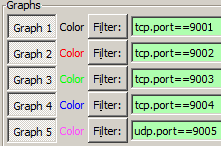 Graphs
Graph 1 Color Filter: tcp.port==9001
Graph 2 Color Filter: tcp.port==9002
Graph 3 Color Filter: tcp.port==9003
Graph 4 Color Filter: tcp.port==9004
Graph 5 Color Filter: udp.port==9005